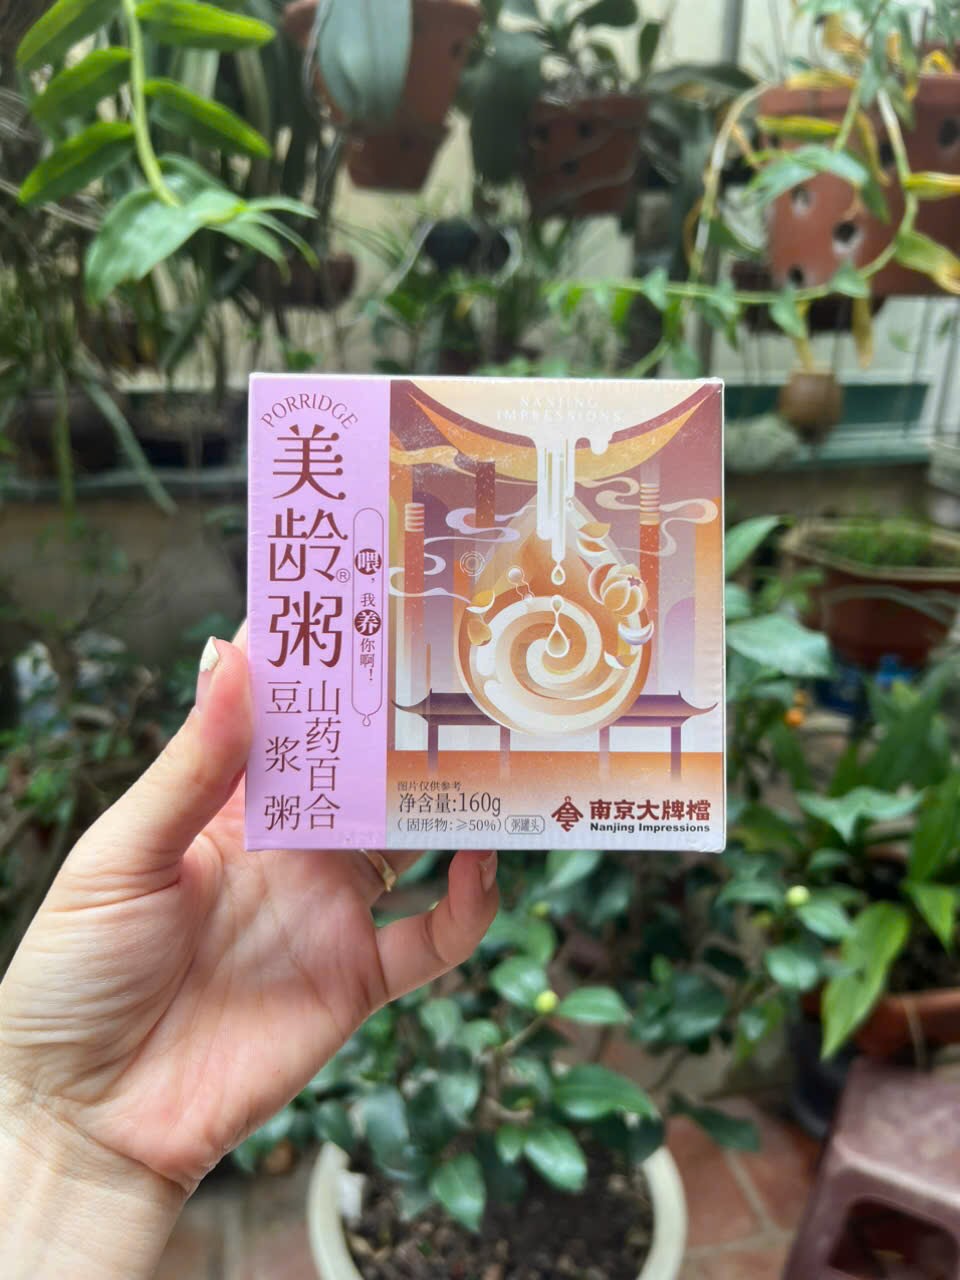 PORRIDGE
美龄粥®
喂，我养你啊！
山药百合
豆浆粥
NANJING
IMPRESSIONS
图片仅供参考
净含量:160g
(固形物:≥50%) 粥罐头
南京大牌檔
Nanjing Impressions